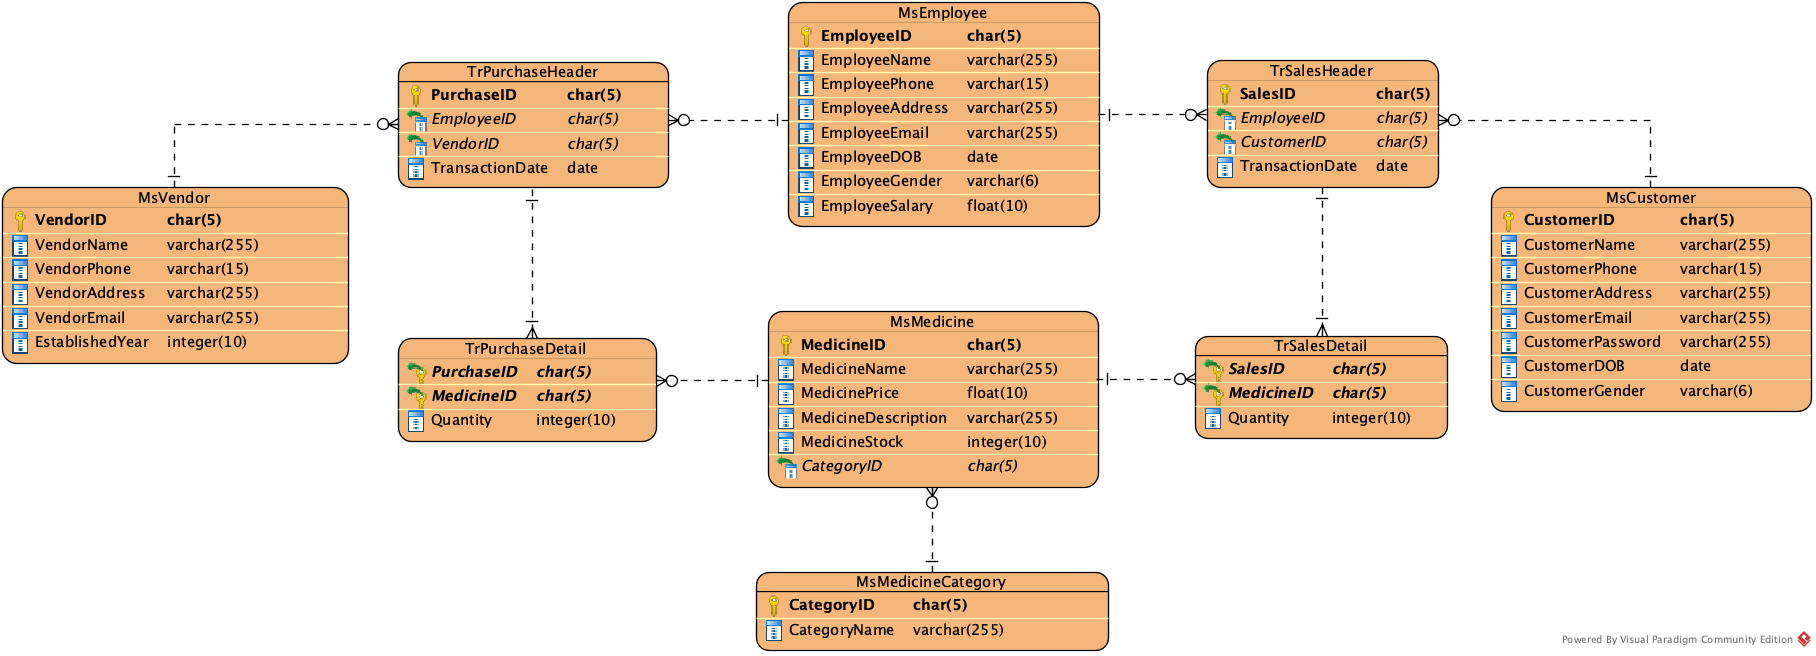 MsEmployee
EmployeeID char(5)
EmployeeName varchar(255)
EmployeePhone varchar(15)
EmployeeAddress varchar(255)
EmployeeEmail varchar(255)
EmployeeDOB date
EmployeeGender varchar(6)
EmployeeSalary float(10)
TrPurchaseHeader
PurchaseID char(5)
EmployeeID char(5)
VendorID char(5)
TransactionDate date
TrSalesHeader
SalesID char(5)
EmployeeID char(5)
CustomerID char(5)
TransactionDate date
MsVendor
VendorID char(5)
VendorName varchar(255)
VendorPhone varchar(15)
VendorAddress varchar(255)
VendorEmail varchar(255)
EstablishedYear integer(10)
MsCustomer
CustomerID char(5)
CustomerName varchar(255)
CustomerPhone varchar(15)
CustomerAddress varchar(255)
CustomerEmail varchar(255)
CustomerPassword varchar(255)
CustomerDOB date
CustomerGender varchar(6)
TrPurchaseDetail
PurchaseID char(5)
MedicineID char(5)
Quantity integer(10)
MsMedicine
MedicineID char(5)
MedicineName varchar(255)
MedicinePrice float(10)
MedicineDescription varchar(255)
MedicineStock integer(10)
CategoryID char(5)
TrSalesDetail
SalesID char(5)
MedicineID char(5)
Quantity integer(10)
MsMedicineCategory
CategoryID char(5)
CategoryName varchar(255)
Powered By Visual Paradigm Community Edition